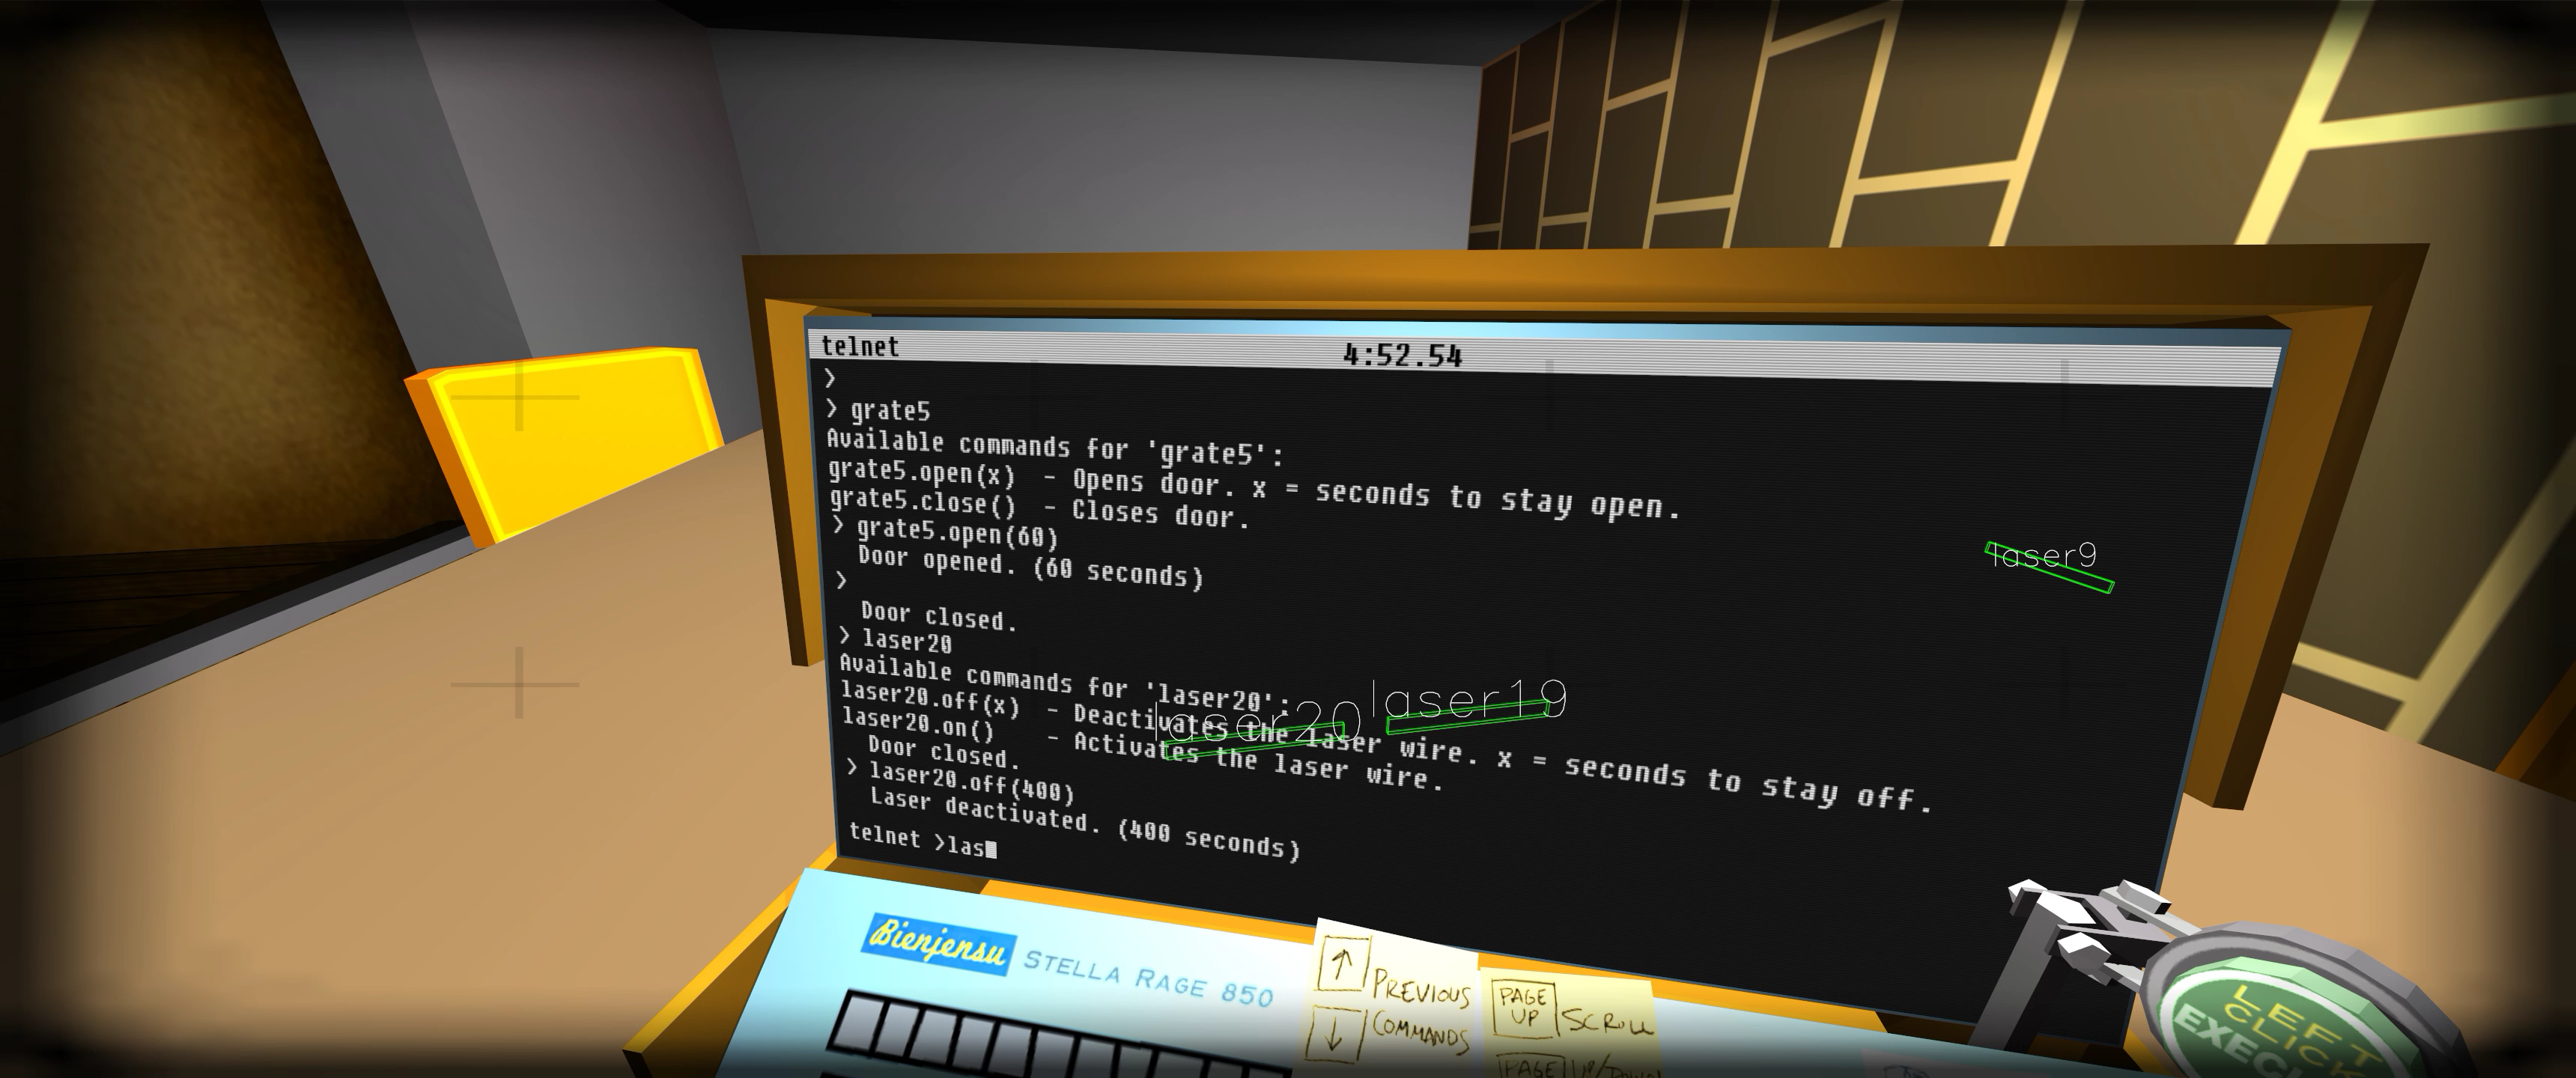 telnet 4:52.54
❯
❯ grate5
Available commands for 'grate5':
grate5.open(x) - Opens door. x = seconds to stay open.
grate5.close() - Closes door.
❯ grate5.open(60)
Door opened. (60 seconds)
❯
Door closed.
❯ laser20
Available commands for 'laser20':
laser20.off(x) - Deactivates the laser wire. x = seconds to stay off.
laser20.on() - Activates the laser wire.
Door closed.
❯ laser20.off(400)
Laser deactivated. (400 seconds)
telnet ❯las
laser9
laser19
laser20
Bienjensu STELLA RAGE 850
↑ PREVIOUS
↓ COMMANDS
PAGE UP SCROLL
PAGE
LEFT
CLICK